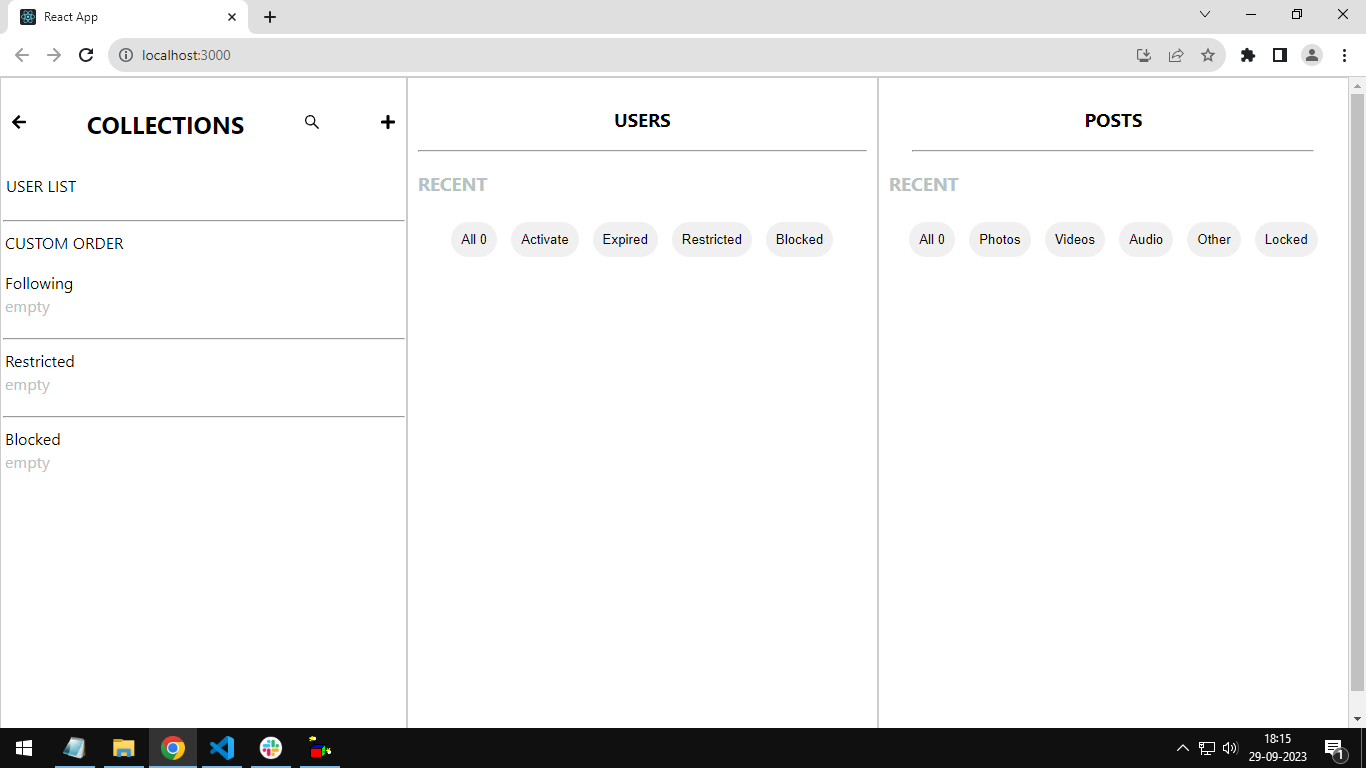 React App
localhost:3000
COLLECTIONS
USER LIST
CUSTOM ORDER
Following
empty
Restricted
empty
Blocked
empty
USERS
RECENT
All 0 Activate Expired Restricted Blocked
POSTS
RECENT
All 0 Photos Videos Audio Other Locked
18:15
29-09-2023
1